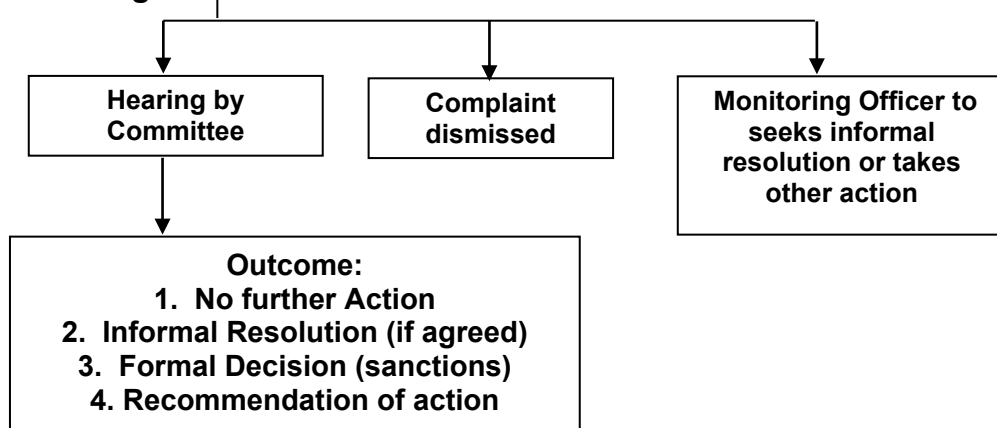 Hearing by
Committee
Complaint
dismissed
Monitoring Officer to
seeks informal
resolution or takes
other action
Outcome:
1. No further Action
2. Informal Resolution (if agreed)
3. Formal Decision (sanctions)
4. Recommendation of action